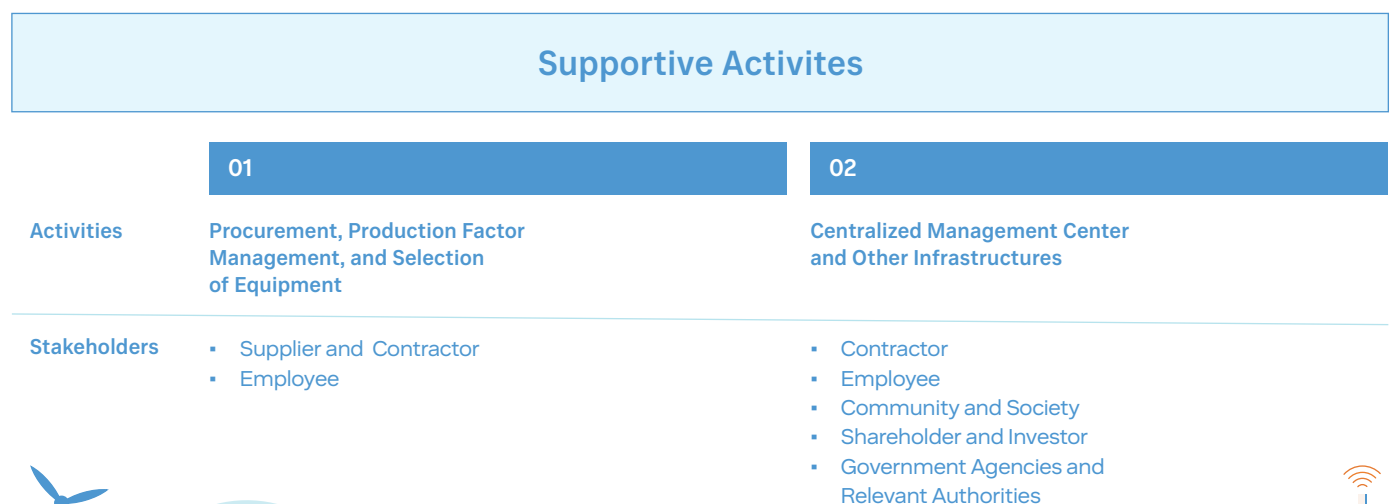 Supportive Activites
01
02
Activities
Procurement, Production Factor
Management, and Selection
of Equipment
Centralized Management Center
and Other Infrastructures
Stakeholders
▪ Supplier and Contractor
▪ Employee
▪ Contractor
▪ Employee
▪ Community and Society
▪ Shareholder and Investor
▪ Government Agencies and
Relevant Authorities